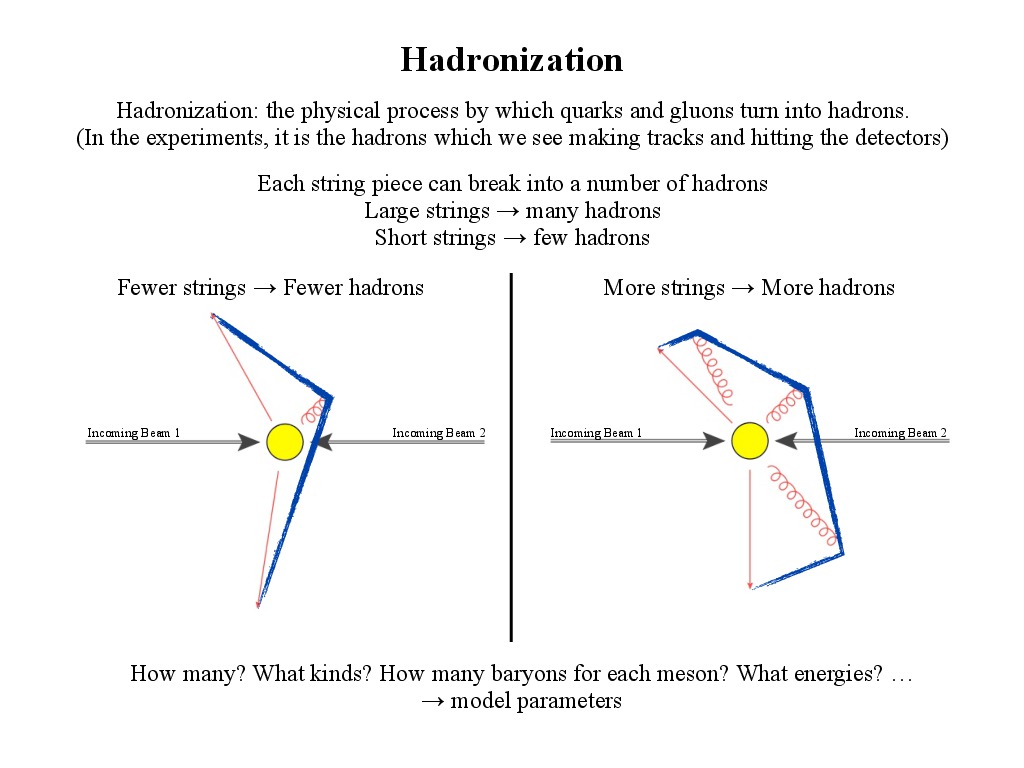 Hadronization
Hadronization: the physical process by which quarks and gluons turn into hadrons.
(In the experiments, it is the hadrons which we see making tracks and hitting the detectors)
Each string piece can break into a number of hadrons
Large strings → many hadrons
Short strings → few hadrons
Fewer strings → Fewer hadrons
Incoming Beam 1
Incoming Beam 2
More strings → More hadrons
Incoming Beam 1
Incoming Beam 2
How many? What kinds? How many baryons for each meson? What energies? …
→ model parameters